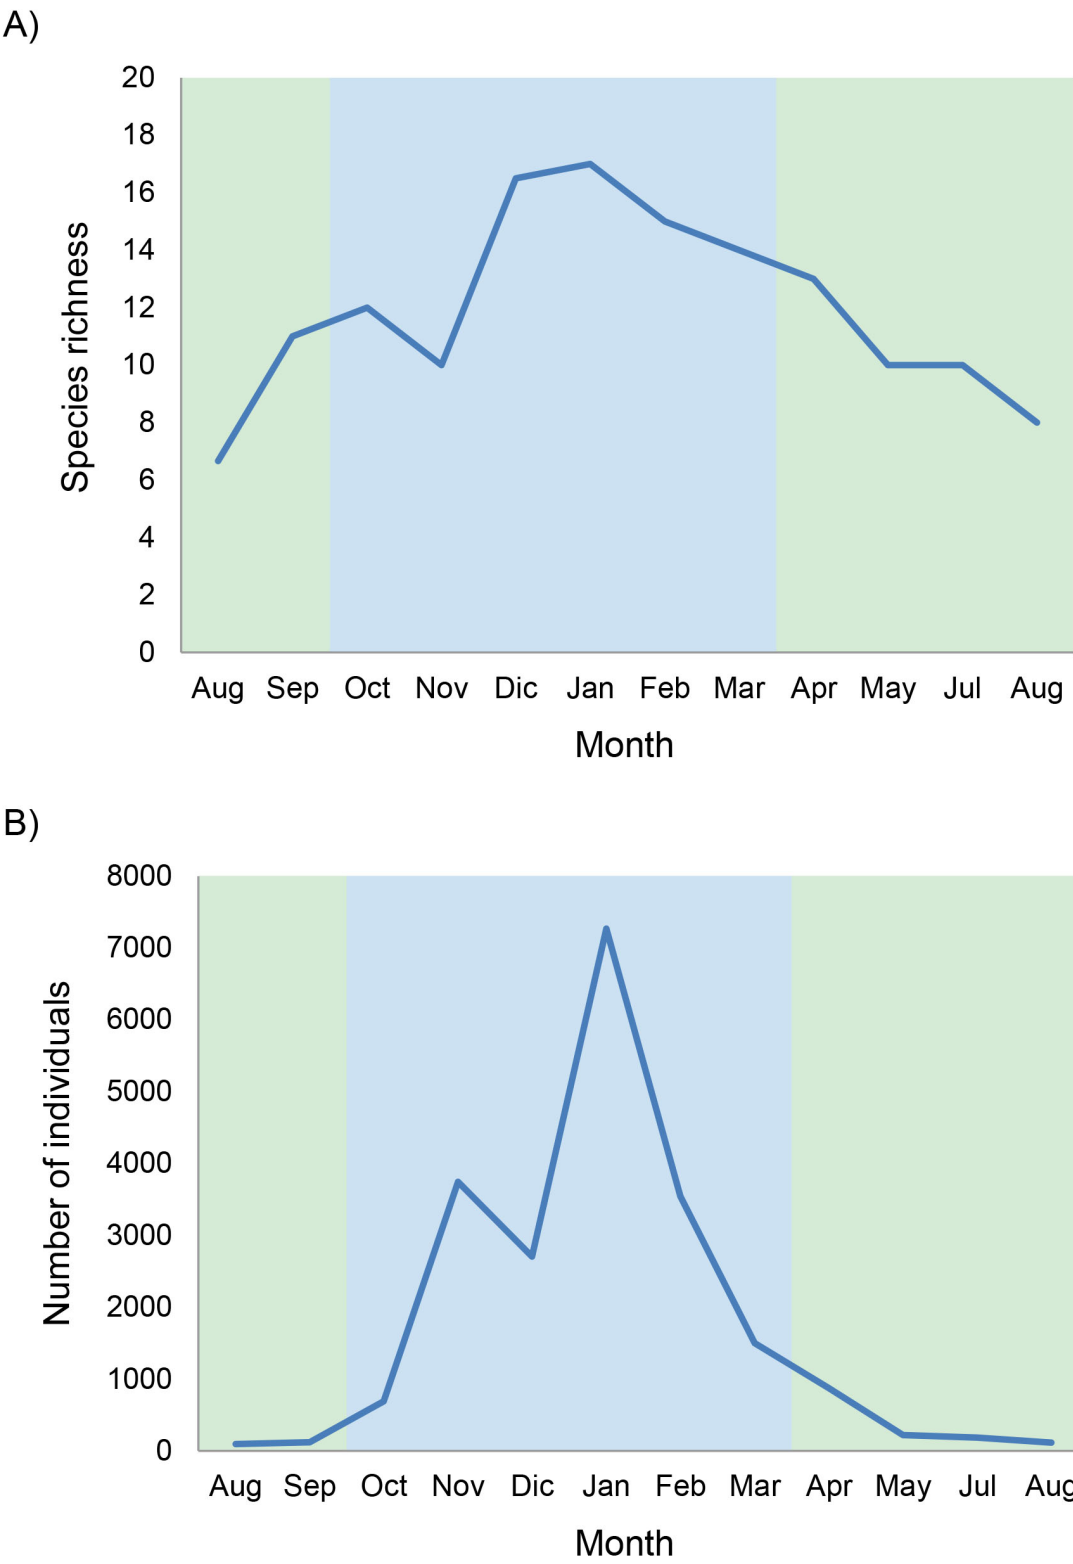 A)
20
18
16
14
12
10
8
6
4
2
0
Species richness
Aug Sep Oct Nov Dic Jan Feb Mar Apr May Jul Aug
Month
B)
8000
7000
6000
5000
4000
3000
2000
1000
0
Number of individuals
Aug Sep Oct Nov Dic Jan Feb Mar Apr May Jul Aug
Month